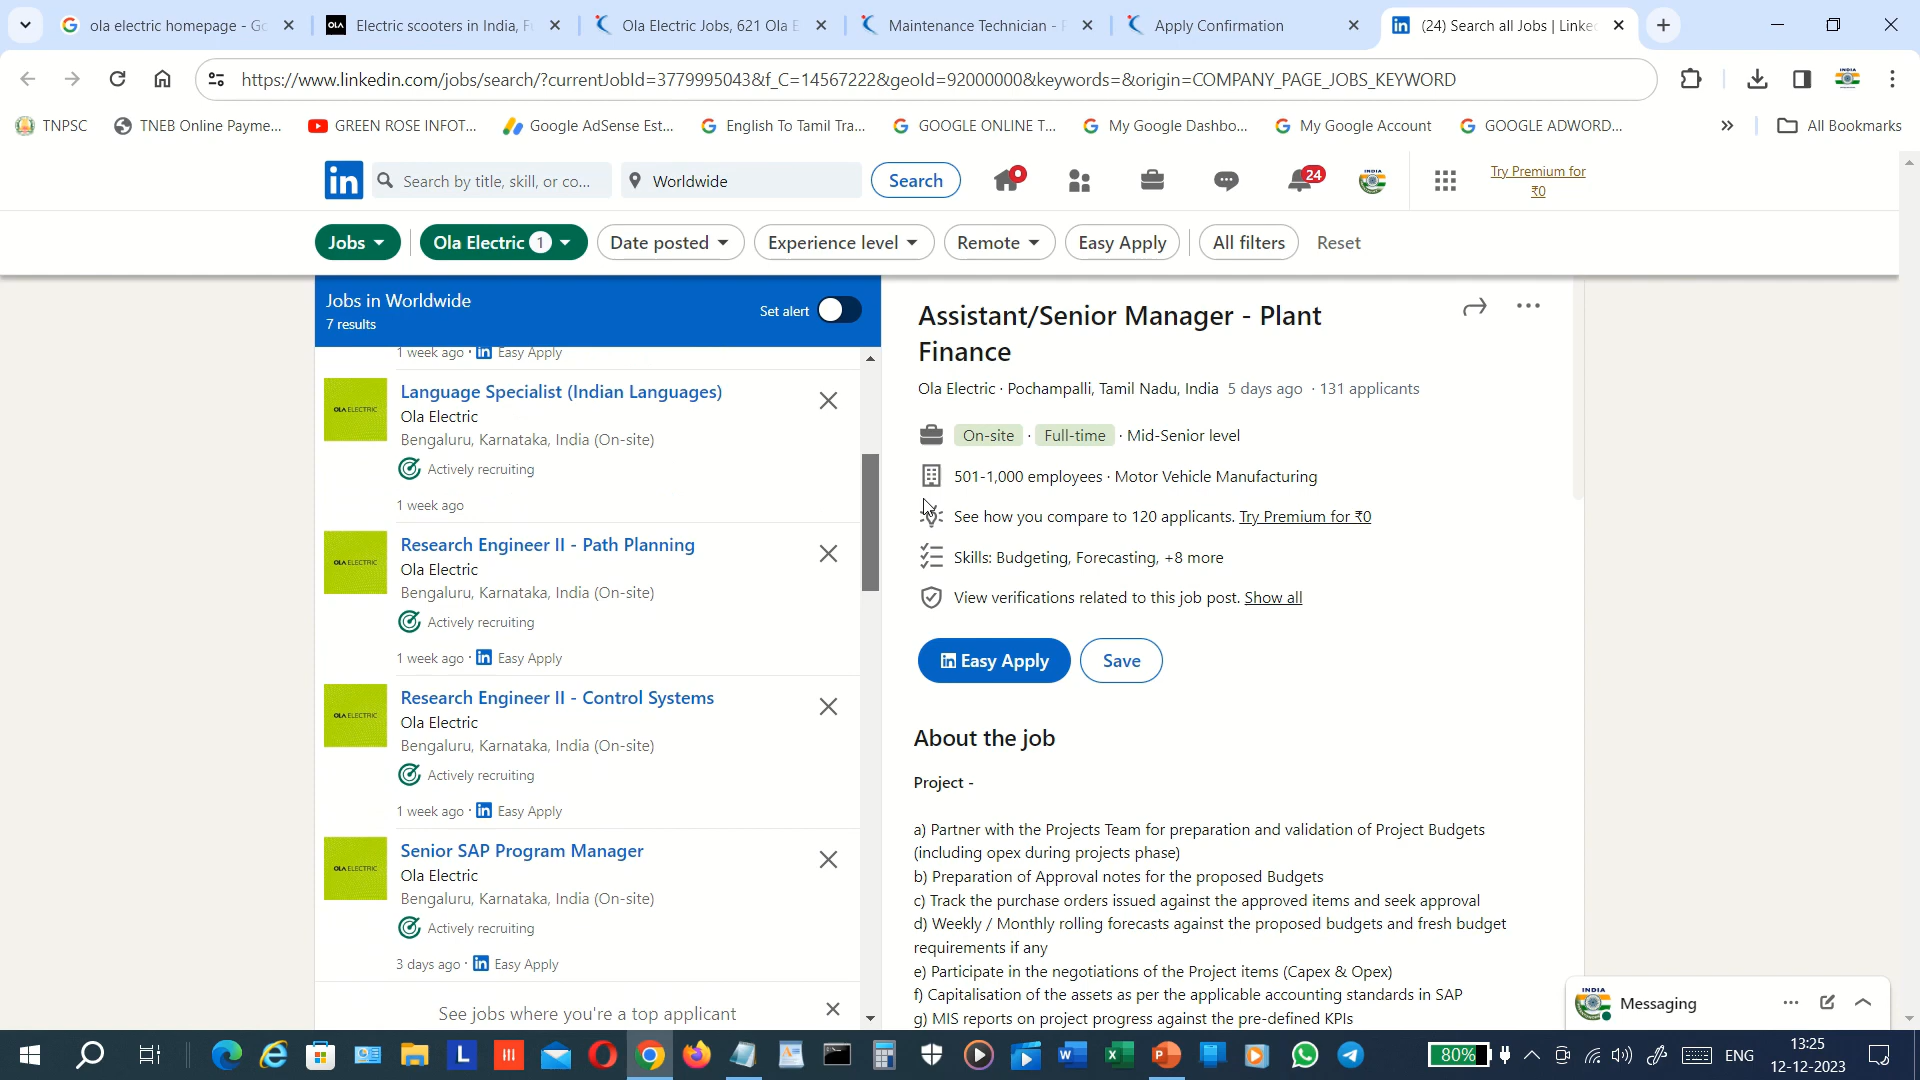 ola electric homepage - Go
Electric scooters in India, Fu
Ola Electric Jobs, 621 Ola E
Maintenance Technician - P
Apply Confirmation
(24) Search all Jobs | Linke
https://www.linkedin.com/jobs/search/?currentJobId=3779995043&f_C=14567222&geoId=92000000&keywords=&origin=COMPANY_PAGE_JOBS_KEYWORD
TNPSC
TNEB Online Payme...
GREEN ROSE INFOT...
Google AdSense Est...
English To Tamil Tra...
GOOGLE ONLINE T...
My Google Dashbo...
My Google Account
GOOGLE ADWORD...
All Bookmarks
in
Search by title, skill, or co...
Worldwide
Search
24
Try Premium for
₹0
Jobs
Ola Electric 1
Date posted
Experience level
Remote
Easy Apply
All filters
Reset
Jobs in Worldwide
7 results
Set alert
1 week ago · Easy Apply
Language Specialist (Indian Languages)
Ola Electric
Bengaluru, Karnataka, India (On-site)
Actively recruiting
1 week ago
OLA ELECTRIC
Research Engineer II - Path Planning
Ola Electric
Bengaluru, Karnataka, India (On-site)
Actively recruiting
1 week ago · Easy Apply
OLA ELECTRIC
Research Engineer II - Control Systems
Ola Electric
Bengaluru, Karnataka, India (On-site)
Actively recruiting
1 week ago · Easy Apply
OLA ELECTRIC
Senior SAP Program Manager
Ola Electric
Bengaluru, Karnataka, India (On-site)
Actively recruiting
3 days ago · Easy Apply
OLA ELECTRIC
See jobs where you're a top applicant
Assistant/Senior Manager - Plant
Finance
Ola Electric · Pochampalli, Tamil Nadu, India 5 days ago · 131 applicants
On-site · Full-time · Mid-Senior level
501-1,000 employees · Motor Vehicle Manufacturing
See how you compare to 120 applicants. Try Premium for ₹0
Skills: Budgeting, Forecasting, +8 more
View verifications related to this job post. Show all
Easy Apply
Save
About the job
Project -
a) Partner with the Projects Team for preparation and validation of Project Budgets
(including opex during projects phase)
b) Preparation of Approval notes for the proposed Budgets
c) Track the purchase orders issued against the approved items and seek approval
d) Weekly / Monthly rolling forecasts against the proposed budgets and fresh budget
requirements if any
e) Participate in the negotiations of the Project items (Capex & Opex)
f) Capitalisation of the assets as per the applicable accounting standards in SAP
g) MIS reports on project progress against the pre-defined KPIs
Messaging
80%
ENG
13:25
12-12-2023